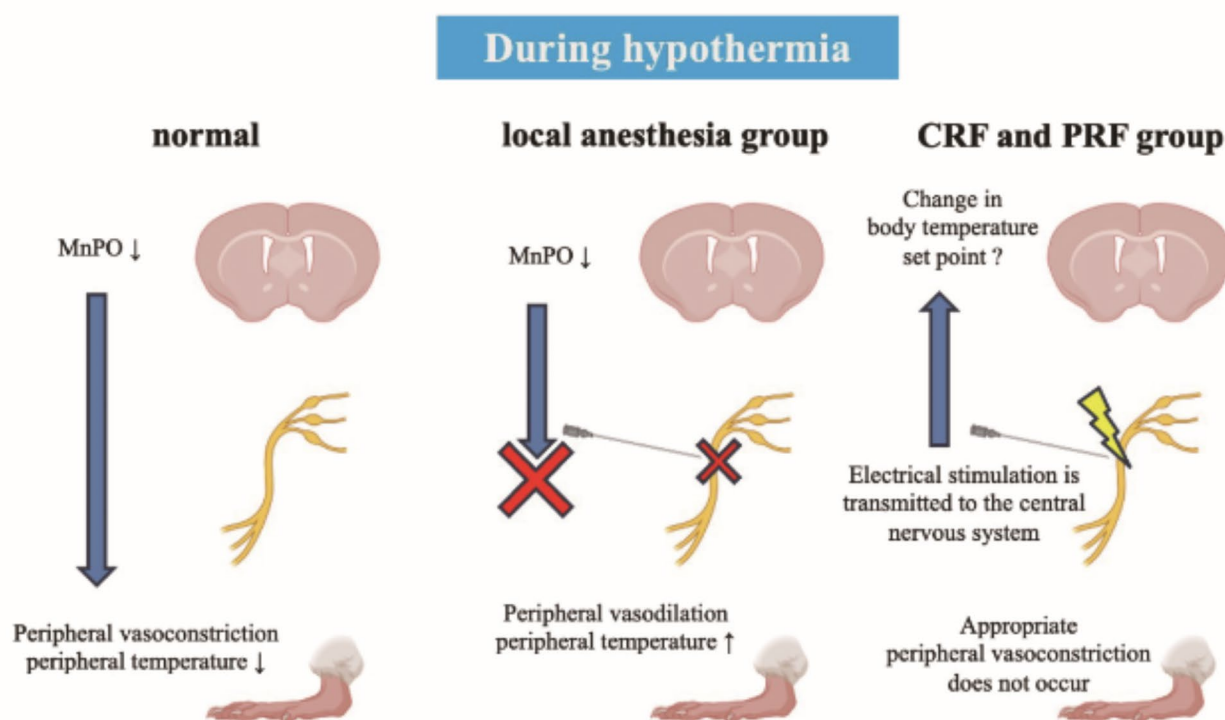 During hypothermia
normal
MnPO ↓
Peripheral vasoconstriction
peripheral temperature ↓
local anesthesia group
MnPO ↓
Peripheral vasodilation
peripheral temperature ↑
CRF and PRF group
Change in
body temperature
set point ?
Electrical stimulation is
transmitted to the central
nervous system
Appropriate
peripheral vasoconstriction
does not occur